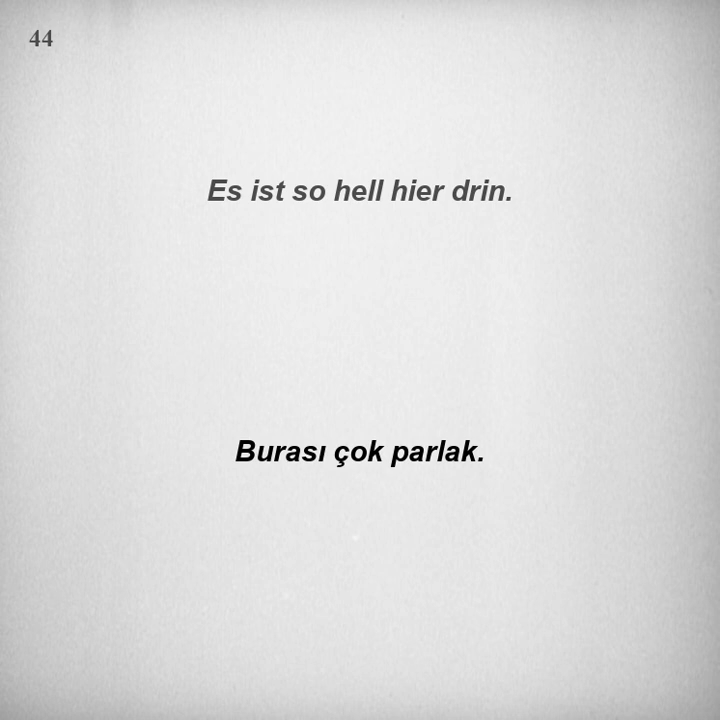 44
Es ist so hell hier drin.
Burası çok parlak.